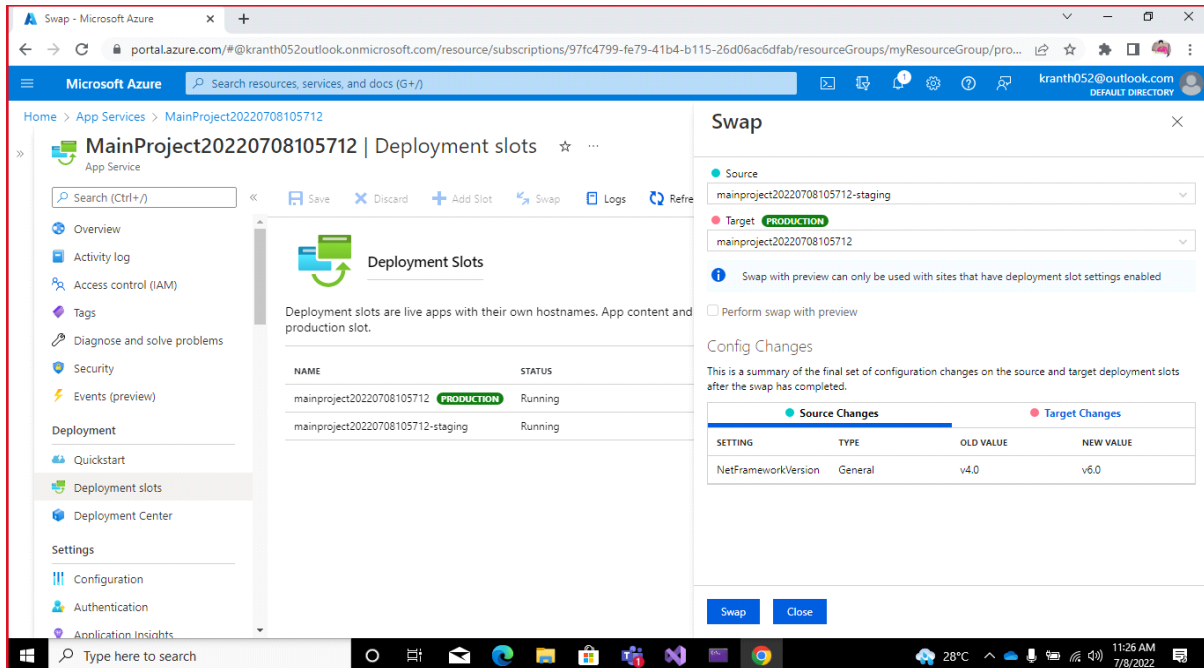 Swap - Microsoft Azure
portal.azure.com/#@kranth052outlook.onmicrosoft.com/resource/subscriptions/97fc4799-fe79-41b4-b115-26d06ac6dfab/resourceGroups/myResourceGroup/pro...
Microsoft Azure
Search resources, services, and docs (G+/)
1
kranth052@outlook.com
DEFAULT DIRECTORY
Home > App Services > MainProject20220708105712
MainProject20220708105712 | Deployment slots
App Service
Search (Ctrl+/)
Overview
Activity log
Access control (IAM)
Tags
Diagnose and solve problems
Security
Events (preview)
Deployment
Quickstart
Deployment slots
Deployment Center
Settings
Configuration
Authentication
Application Insights
Save Discard Add Slot Swap Logs Refre
Deployment Slots
Deployment slots are live apps with their own hostnames. App content and
production slot.
NAME STATUS
mainproject20220708105712 PRODUCTION Running
mainproject20220708105712-staging Running
Swap
Source
mainproject20220708105712-staging
Target PRODUCTION
mainproject20220708105712
Swap with preview can only be used with sites that have deployment slot settings enabled
Perform swap with preview
Config Changes
This is a summary of the final set of configuration changes on the source and target deployment slots
after the swap has completed.
Source Changes Target Changes
SETTING TYPE OLD VALUE NEW VALUE
NetFrameworkVersion General v4.0 v6.0
Swap Close
Type here to search
28°C
11:26 AM
7/8/2022